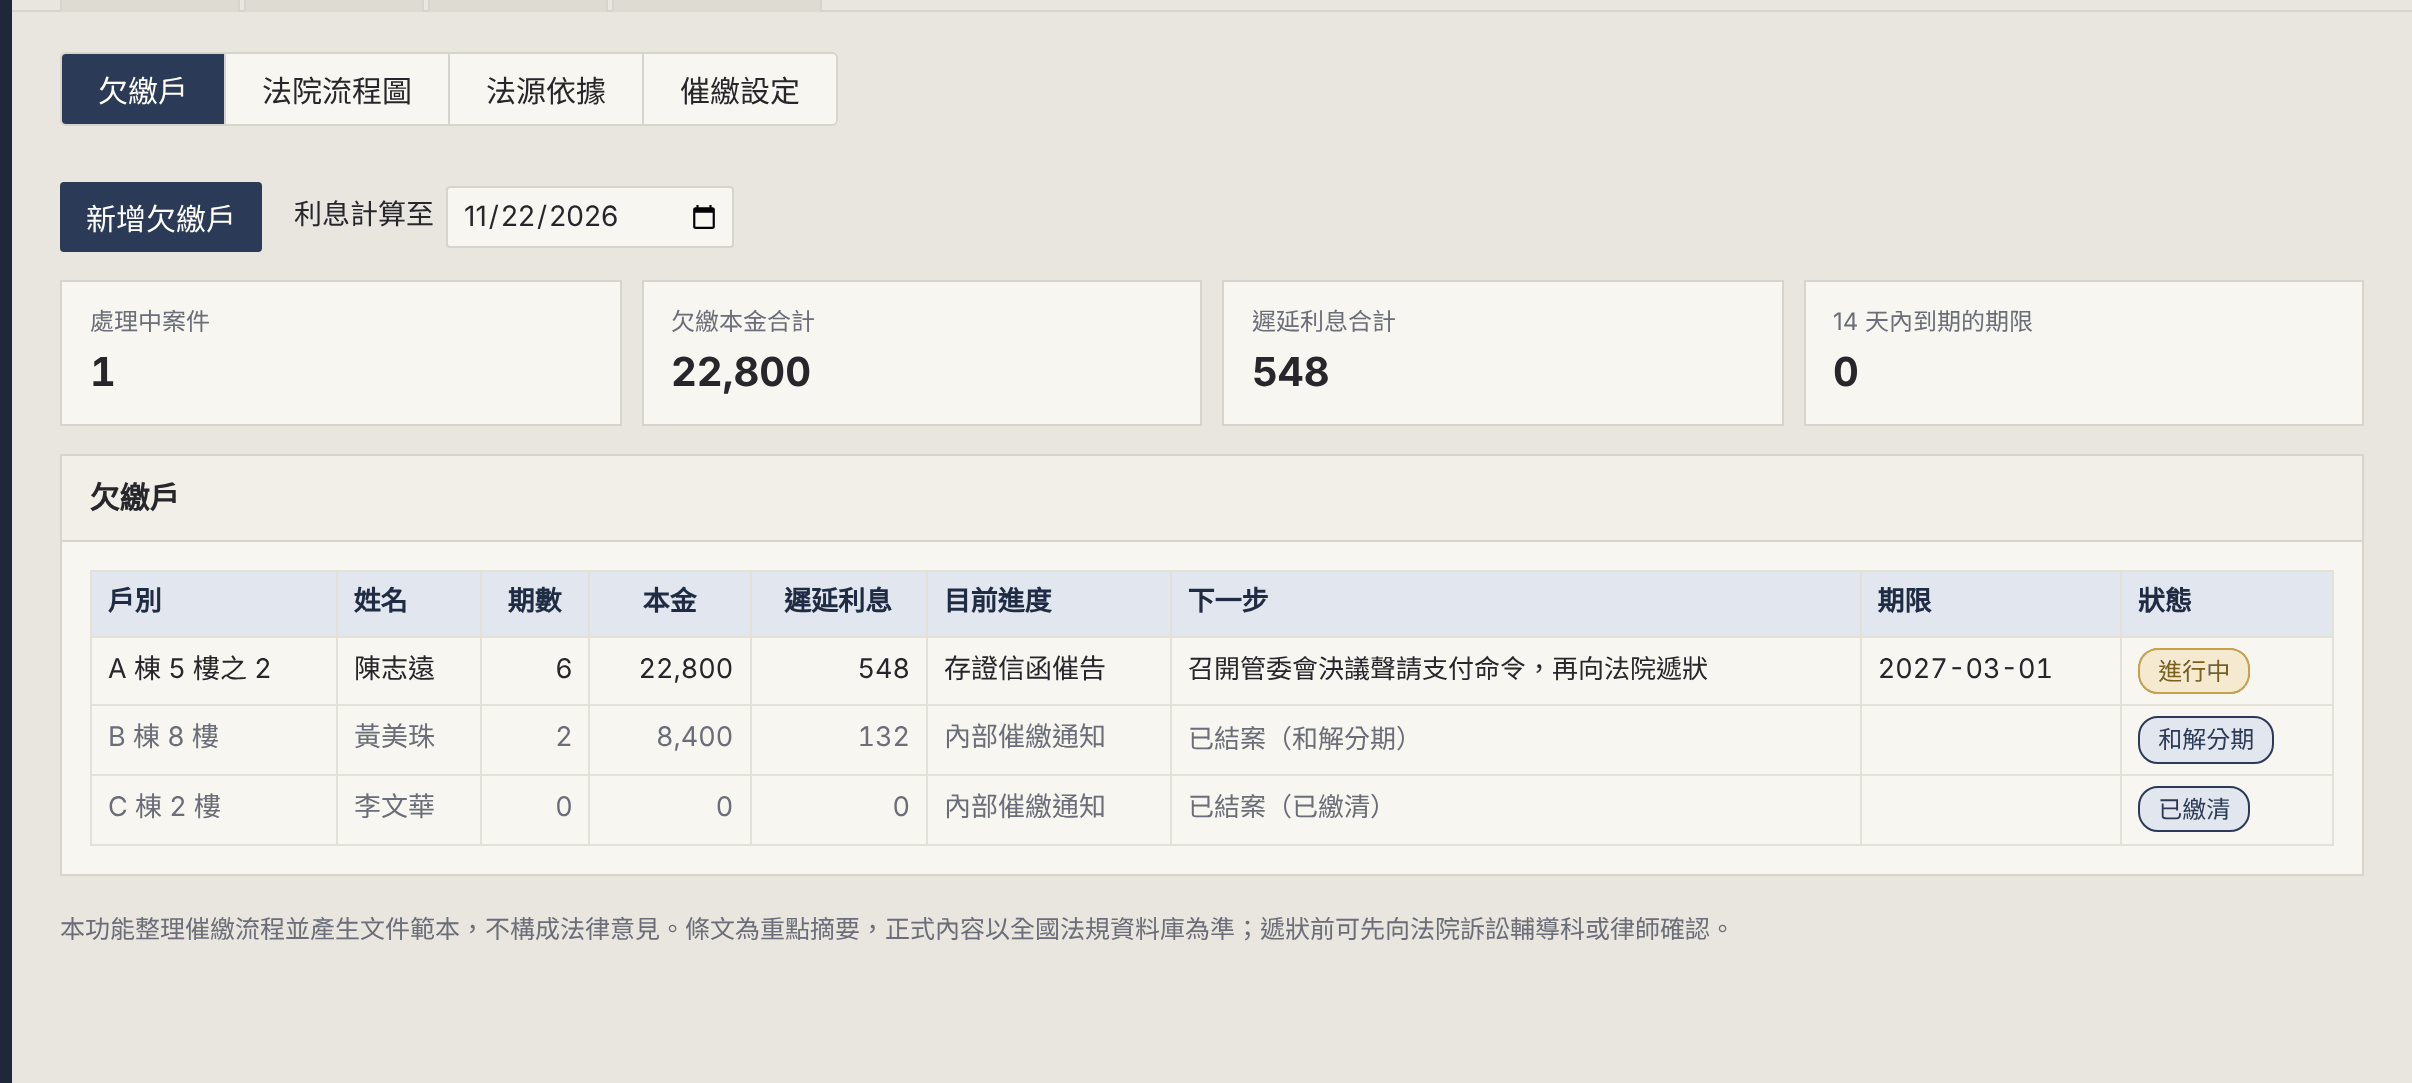 欠繳戶 法院流程圖 法源依據 催繳設定
新增欠繳戶 利息計算至 11/22/2026
處理中案件 欠繳本金合計 遲延利息合計 14 天內到期的期限
1 22,800 548 0
欠繳戶
戶別 姓名 期數 本金 遲延利息 目前進度 下一步 期限 狀態
A 棟 5 樓之 2 陳志遠 6 22,800 548 存證信函催告 召開管委會決議聲請支付命令，再向法院遞狀 2027-03-01 進行中
B 棟 8 樓 黃美珠 2 8,400 132 內部催繳通知 已結案（和解分期） 和解分期
C 棟 2 樓 李文華 0 0 0 內部催繳通知 已結案（已繳清） 已繳清
本功能整理催繳流程並產生文件範本，不構成法律意見。條文為重點摘要，正式內容以全國法規資料庫為準；遞狀前可先向法院訴訟輔導科或律師確認。